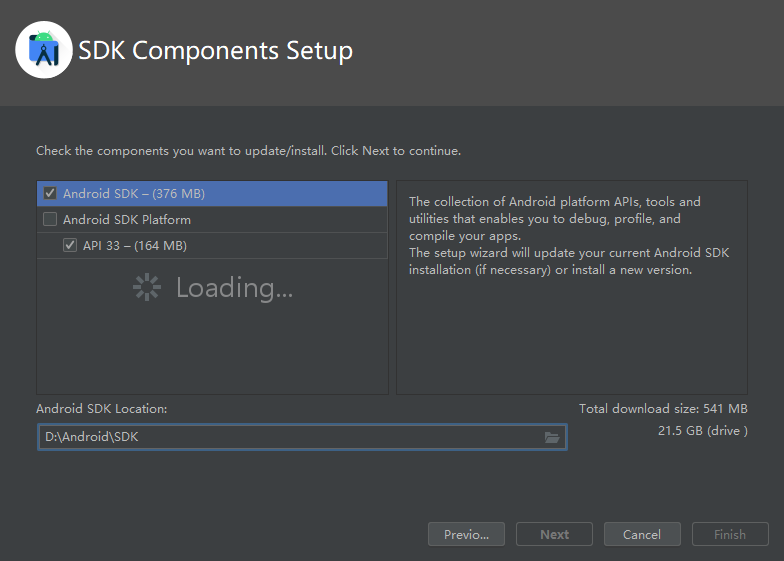 SDK Components Setup
Check the components you want to update/install. Click Next to continue.
Android SDK – (376 MB)
Android SDK Platform
API 33 – (164 MB)
Loading...
The collection of Android platform APIs, tools and
utilities that enables you to debug, profile, and
compile your apps.
The setup wizard will update your current Android SDK
installation (if necessary) or install a new version.
Android SDK Location:
D:\Android\SDK
Total download size: 541 MB
21.5 GB (drive )
Previo...
Next
Cancel
Finish